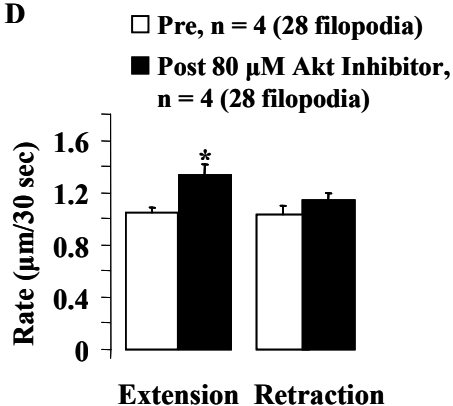 D
Pre, n = 4 (28 filopodia)
Post 80 µM Akt Inhibitor,
n = 4 (28 filopodia)
Rate (µm/30 sec)
1.6
1.2
0.8
0.4
0
*
Extension Retraction